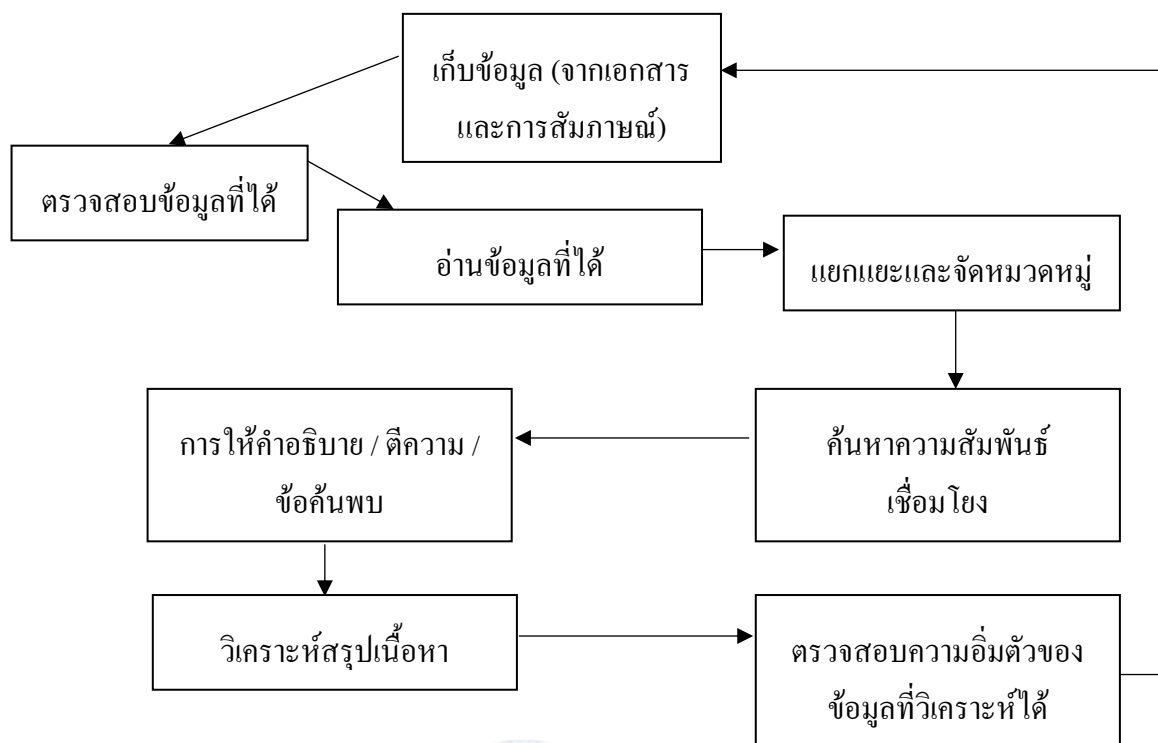 เก็บข้อมูล (จากเอกสาร
และการสัมภาษณ์)
ตรวจสอบข้อมูลที่ได้
อ่านข้อมูลที่ได้
แยกแยะและจัดหมวดหมู่
ค้นหาความสัมพันธ์
เชื่อมโยง
การให้คำอธิบาย / ตีความ /
ข้อค้นพบ
วิเคราะห์สรุปเนื้อหา
ตรวจสอบความอิ่มตัวของ
ข้อมูลที่วิเคราะห์ได้